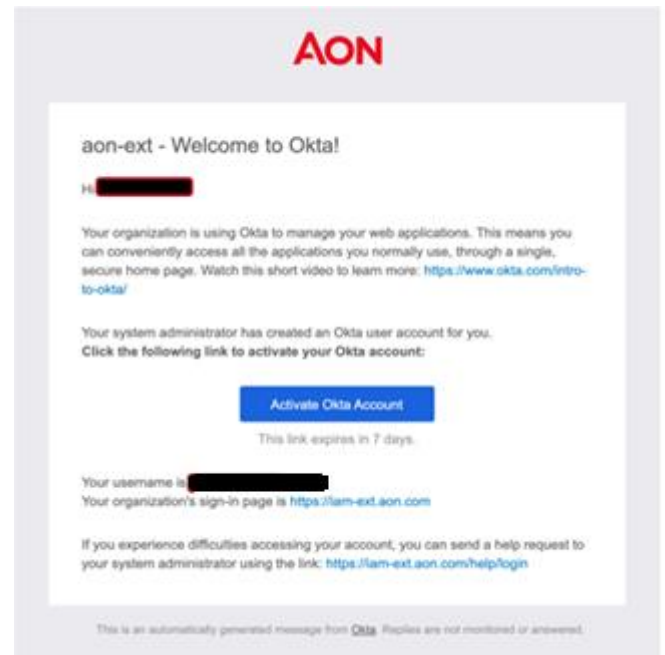 AON
aon-ext - Welcome to Okta!
Hi
Your organization is using Okta to manage your web applications. This means you
can conveniently access all the applications you normally use, through a single,
secure home page. Watch this short video to learn more: https://www.okta.com/intro-
to-okta/
Your system administrator has created an Okta user account for you.
Click the following link to activate your Okta account:
Activate Okta Account
This link expires in 7 days.
Your username is
Your organization's sign-in page is https://iam-ext.aon.com
If you experience difficulties accessing your account, you can send a help request to
your system administrator using the link: https://iam-ext.aon.com/help/login
This is an automatically generated message from Okta. Replies are not monitored or answered.